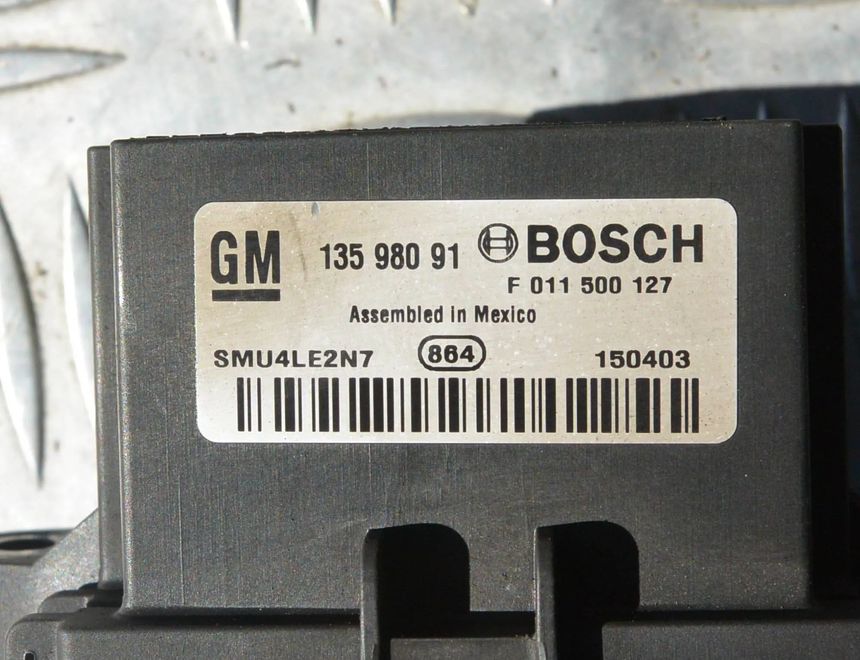 GM 135 980 91 BOSCH
F 011 500 127
Assembled in Mexico
SMU4LE2N7 864 150403